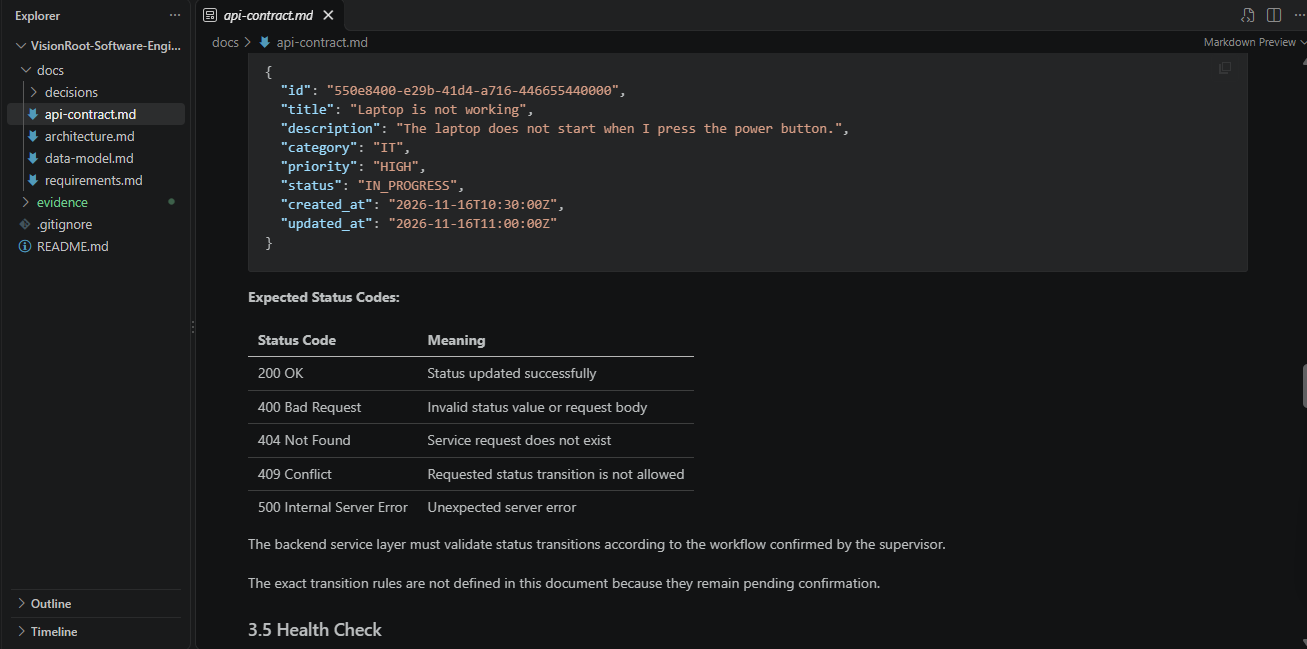 Explorer
VisionRoot-Software-Engi...
docs
decisions
api-contract.md
architecture.md
data-model.md
requirements.md
evidence
.gitignore
README.md
Outline
Timeline
api-contract.md
docs > api-contract.md
Markdown Preview
{
"id": "550e8400-e29b-41d4-a716-446655440000",
"title": "Laptop is not working",
"description": "The laptop does not start when I press the power button.",
"category": "IT",
"priority": "HIGH",
"status": "IN_PROGRESS",
"created_at": "2026-11-16T10:30:00Z",
"updated_at": "2026-11-16T11:00:00Z"
}
Expected Status Codes:
Status Code Meaning
200 OK Status updated successfully
400 Bad Request Invalid status value or request body
404 Not Found Service request does not exist
409 Conflict Requested status transition is not allowed
500 Internal Server Error Unexpected server error
The backend service layer must validate status transitions according to the workflow confirmed by the supervisor.
The exact transition rules are not defined in this document because they remain pending confirmation.
3.5 Health Check